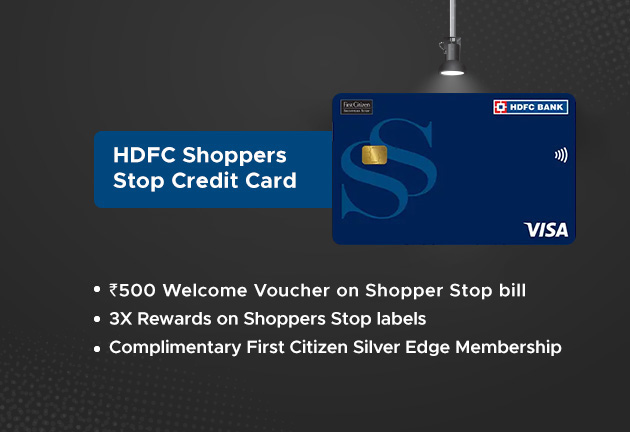 First Citizen
HDFC BANK
HDFC Shoppers
Stop Credit Card
SS
VISA
• ₹500 Welcome Voucher on Shopper Stop bill
• 3X Rewards on Shoppers Stop labels
• Complimentary First Citizen Silver Edge Membership